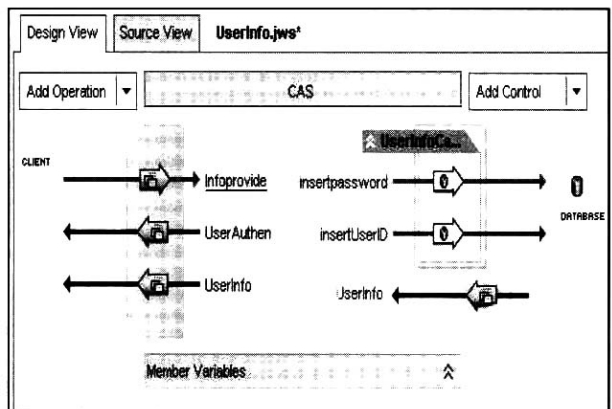 Design View Source View UserInfo.jws*
Add Operation CAS Add Control
UserInfoCa...
CLIENT
Infoprovide insertpassword
DATABASE
UserAuthen insertUserID
UserInfo UserInfo
Member Variables